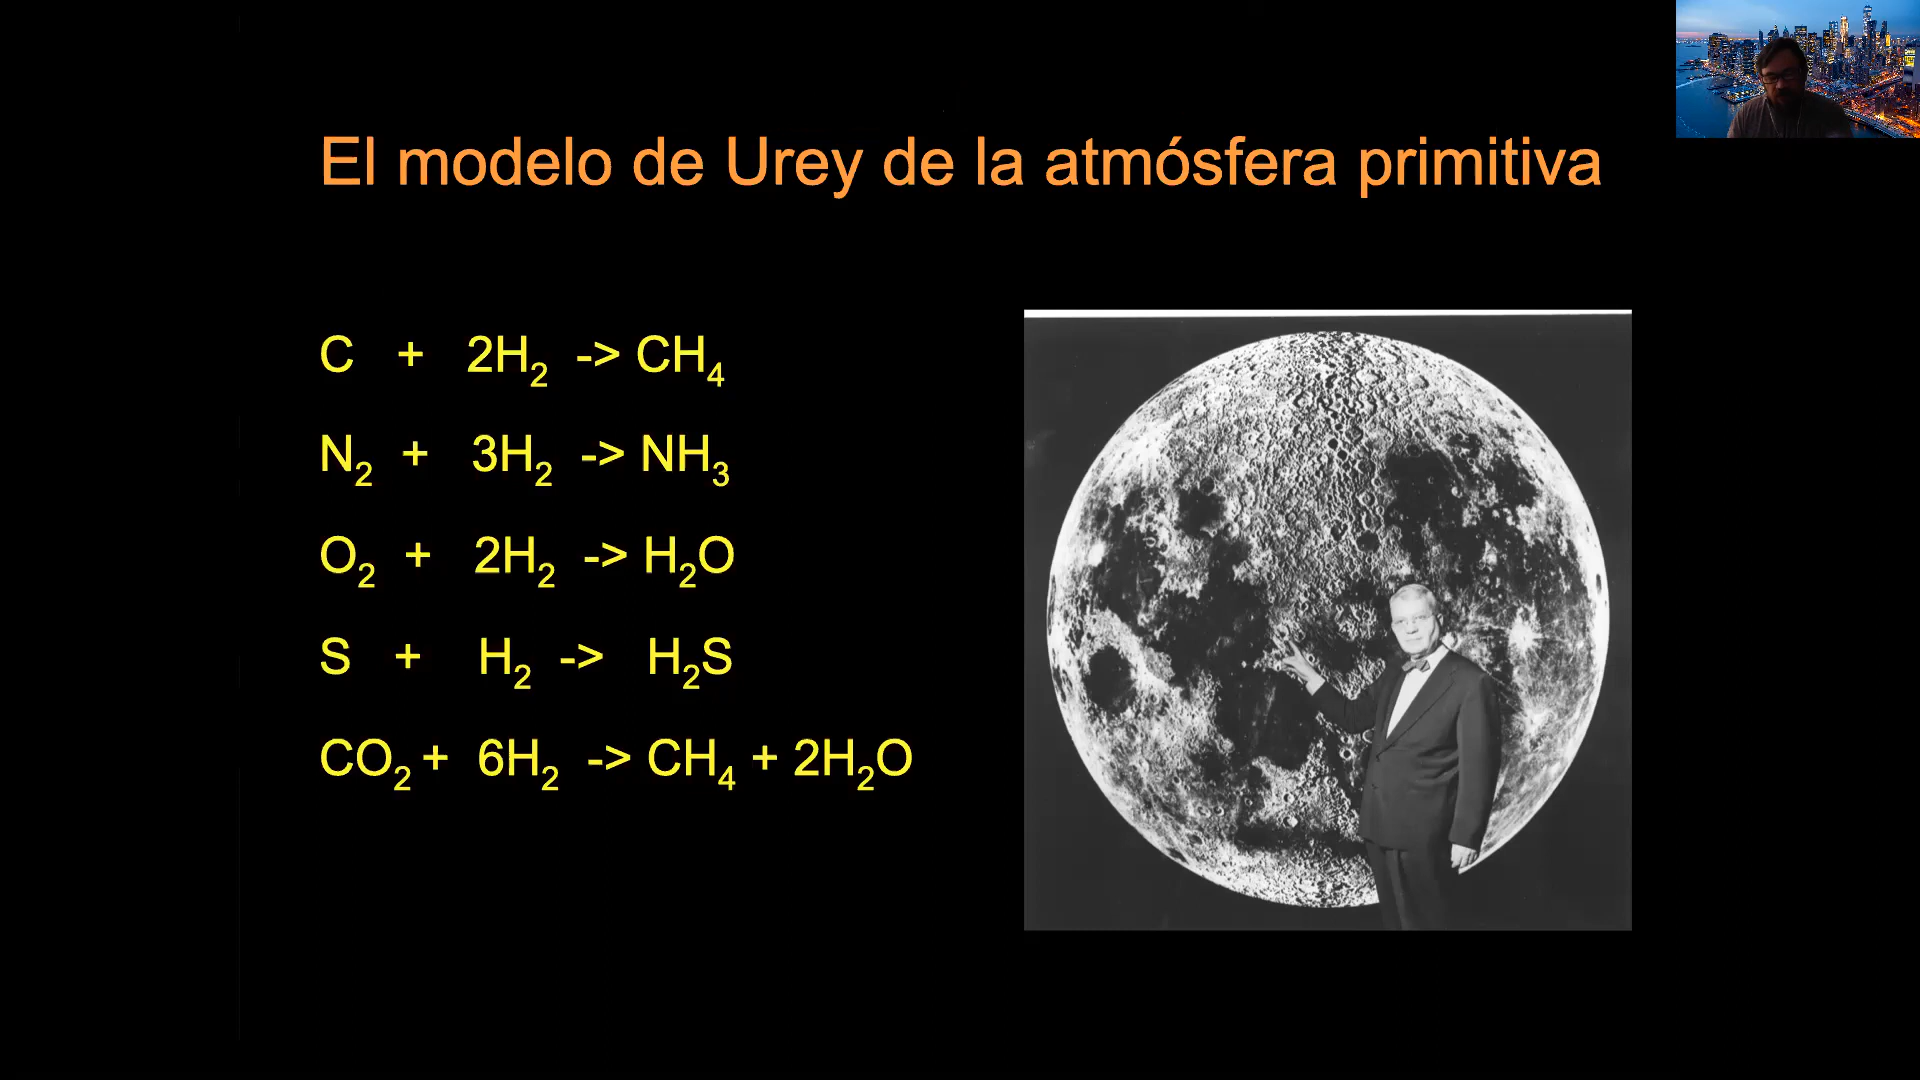 El modelo de Urey de la atmósfera primitiva
C + 2H₂ -> CH₄
N₂ + 3H₂ -> NH₃
O₂ + 2H₂ -> H₂O
S + H₂ -> H₂S
CO₂ + 6H₂ -> CH₄ + 2H₂O